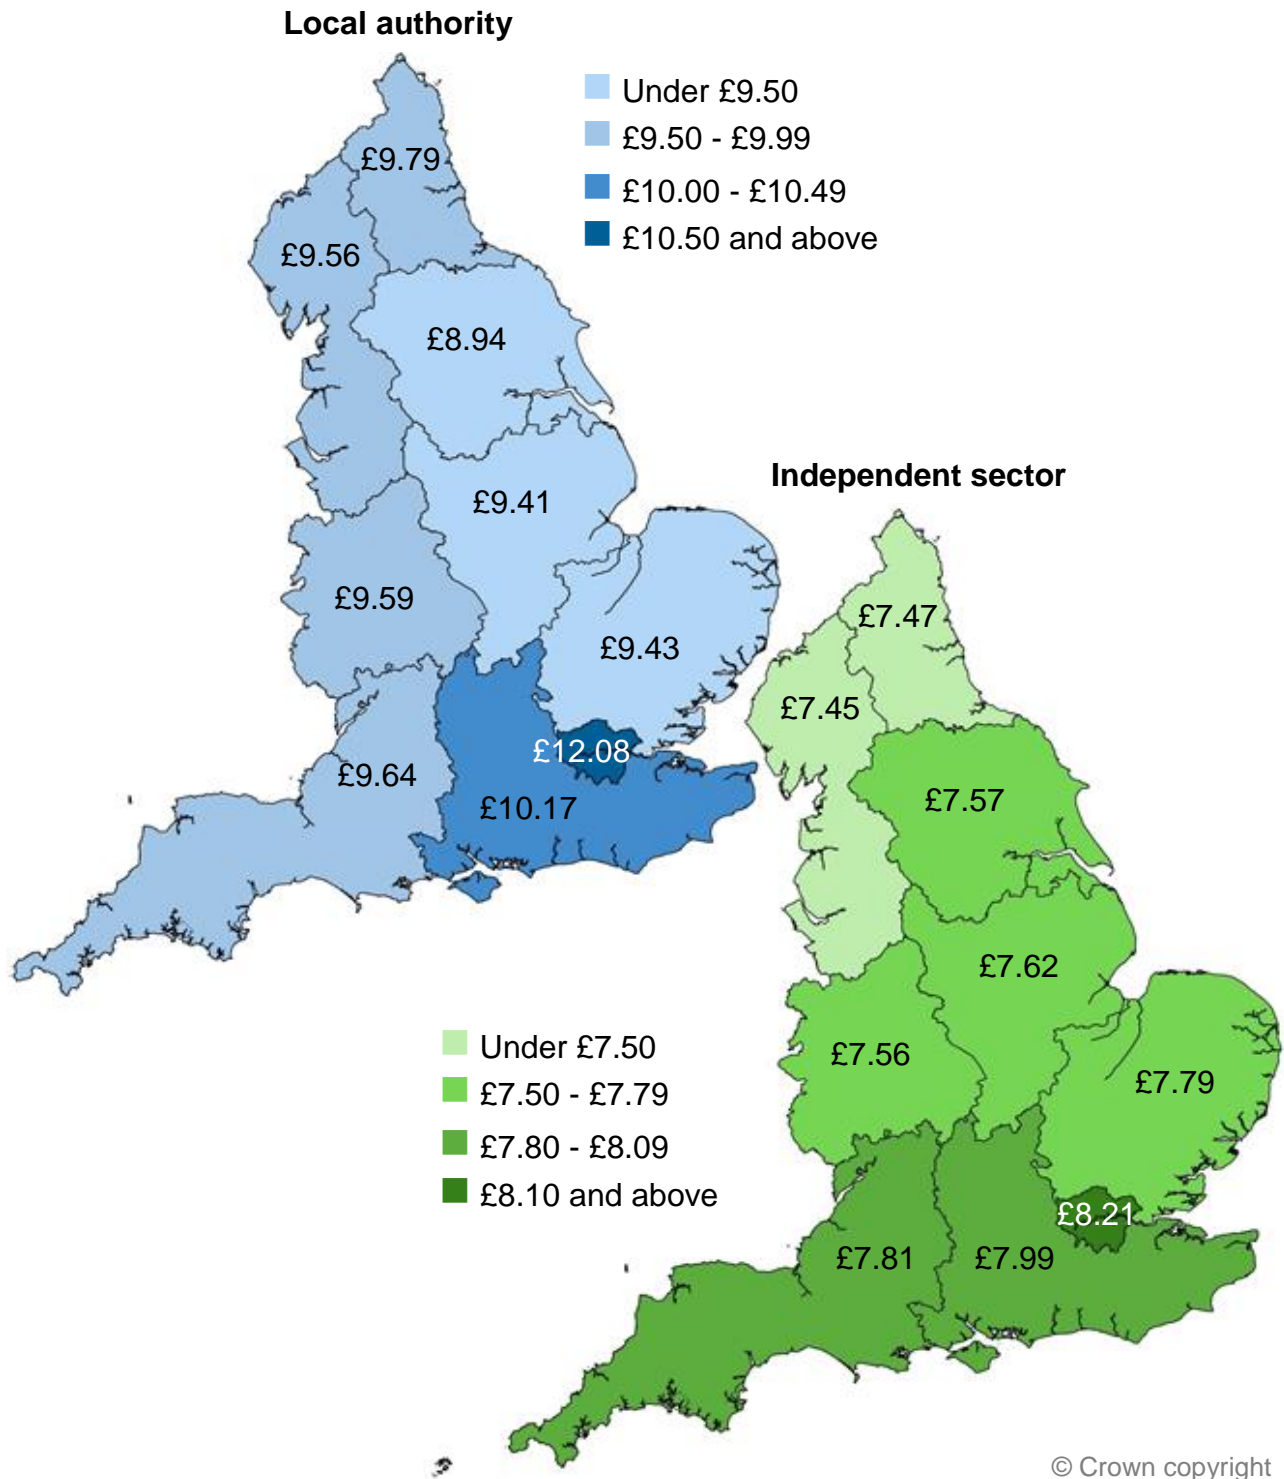 Local authority
Under £9.50
£9.50 - £9.99
£10.00 - £10.49
£10.50 and above
£9.79
£9.56
£8.94
£9.41
£9.59
£9.43
£12.08
£9.64
£10.17
Independent sector
£7.47
£7.45
£7.57
£7.62
£7.56
£7.79
£8.21
£7.81
£7.99
Under £7.50
£7.50 - £7.79
£7.80 - £8.09
£8.10 and above
© Crown copyright